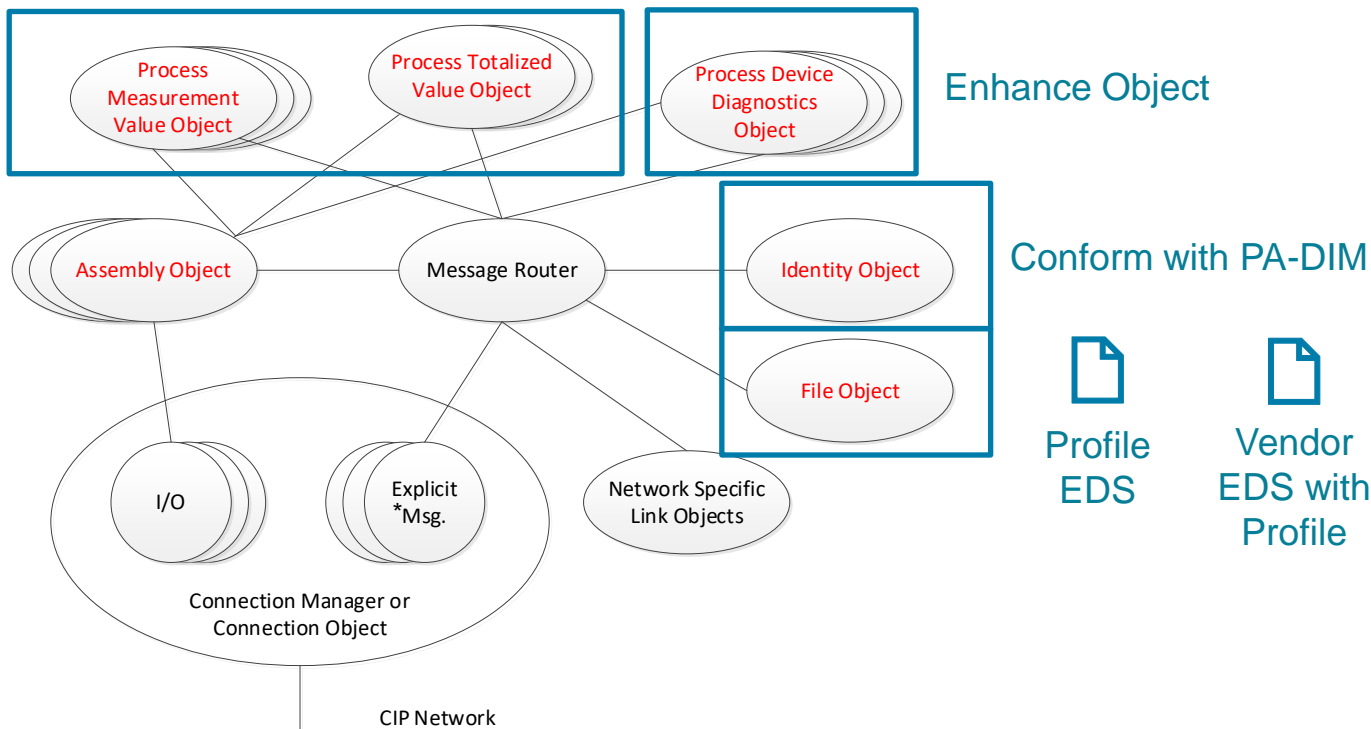 Process
Measurement
Value Object
Process Totalized
Value Object
Process Device
Diagnostics
Object
Enhance Object
Assembly Object
Message Router
Identity Object
Conform with PA-DIM
File Object
Profile
EDS
Vendor
EDS with
Profile
I/O
Explicit
*Msg.
Network Specific
Link Objects
Connection Manager or
Connection Object
CIP Network